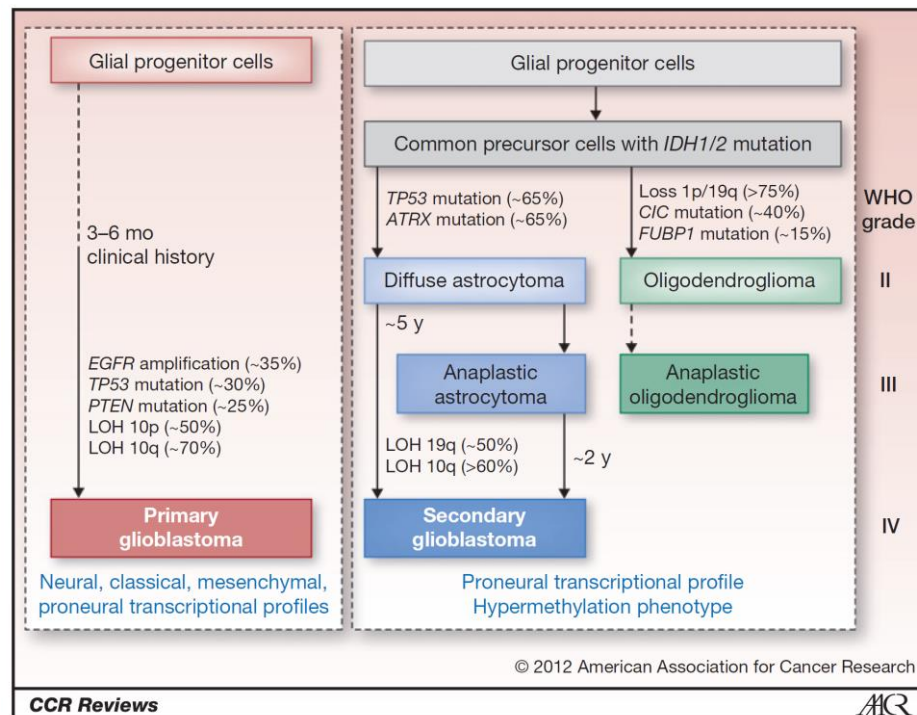 Glial progenitor cells
3–6 mo
clinical history
EGFR amplification (~35%)
TP53 mutation (~30%)
PTEN mutation (~25%)
LOH 10p (~50%)
LOH 10q (~70%)
Primary
glioblastoma
Neural, classical, mesenchymal,
proneural transcriptional profiles
Glial progenitor cells
Common precursor cells with IDH1/2 mutation
TP53 mutation (~65%)
ATRX mutation (~65%)
Loss 1p/19q (>75%)
CIC mutation (~40%)
FUBP1 mutation (~15%)
WHO
grade
Diffuse astrocytoma
Oligodendroglioma
II
~5 y
Anaplastic
astrocytoma
Anaplastic
oligodendroglioma
III
LOH 19q (~50%)
LOH 10q (>60%)
~2 y
Secondary
glioblastoma
IV
Proneural transcriptional profile
Hypermethylation phenotype
© 2012 American Association for Cancer Research
CCR Reviews
AACR